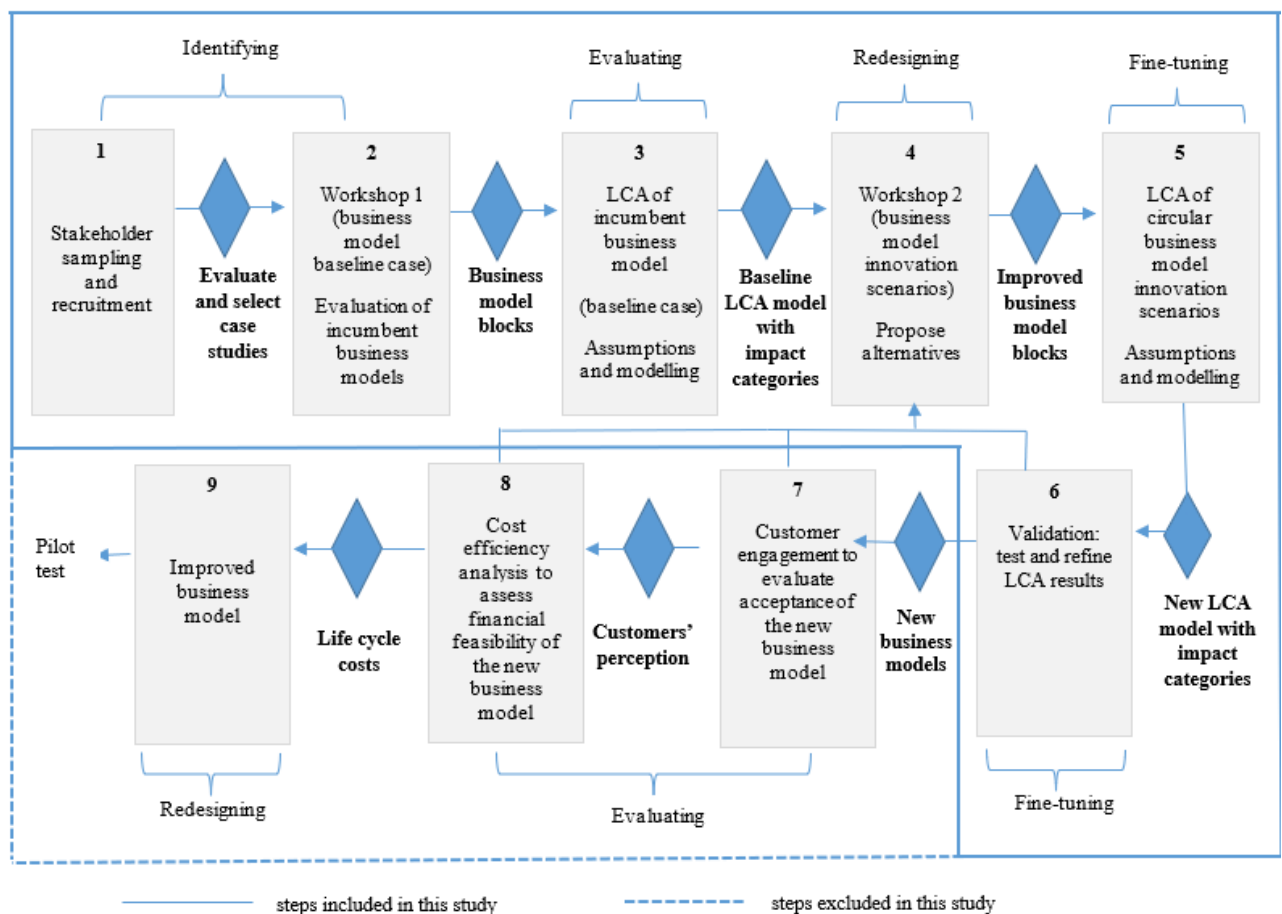 Identifying
Evaluating
Redesigning
Fine-tuning
1
Stakeholder
sampling
and
recruitment
Evaluate
and select
case
studies
2
Workshop 1
(business
model
baseline case)
Evaluation of
incumbent
business
models
Business
model
blocks
3
LCA of
incumbent
business
model
(baseline case)
Assumptions
and modelling
Baseline
LCA model
with
impact
categories
4
Workshop 2
(business
model
innovation
scenarios)
Propose
alternatives
Improved
business
model
blocks
5
LCA of
circular
business
model
innovation
scenarios
Assumptions
and modelling
New LCA
model with
impact
categories
6
Validation:
test and refine
LCA results
Fine-tuning
New
business
models
7
Customer
engagement to
evaluate
acceptance of
the new
business
model
Customers’
perception
8
Cost
efficiency
analysis to
assess
financial
feasibility of
the new
business
model
Evaluating
Life cycle
costs
9
Improved
business
model
Redesigning
Pilot
test
steps included in this study
steps excluded in this study